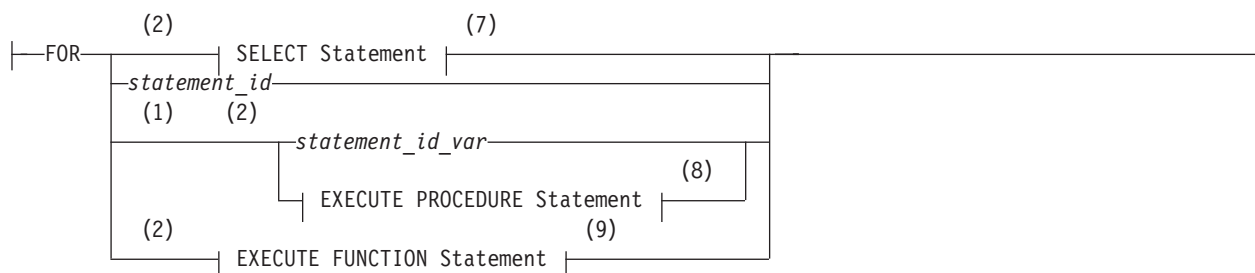 (2) (7)
FOR SELECT Statement
statement_id
(1) (2)
statement_id_var
(8)
EXECUTE PROCEDURE Statement
(2) (9)
EXECUTE FUNCTION Statement